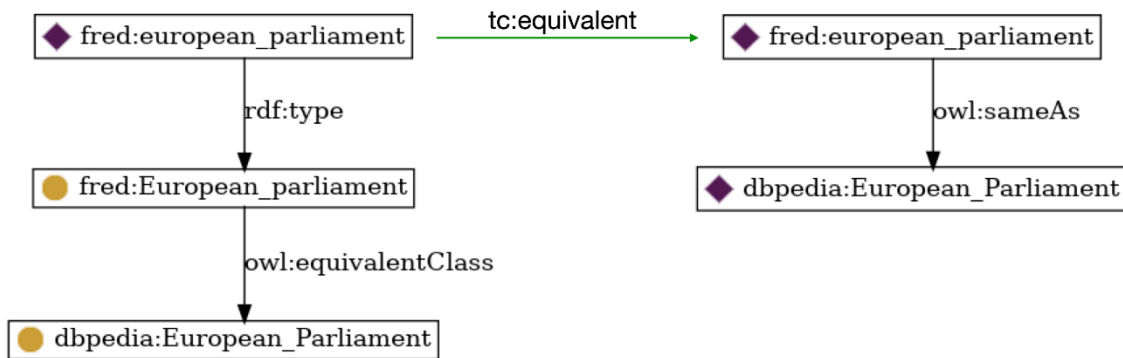 tc:equivalent
fred:european_parliament
fred:european_parliament
rdf:type
owl:sameAs
fred:European_parliament
dbpedia:European_Parliament
owl:equivalentClass
dbpedia:European_Parliament